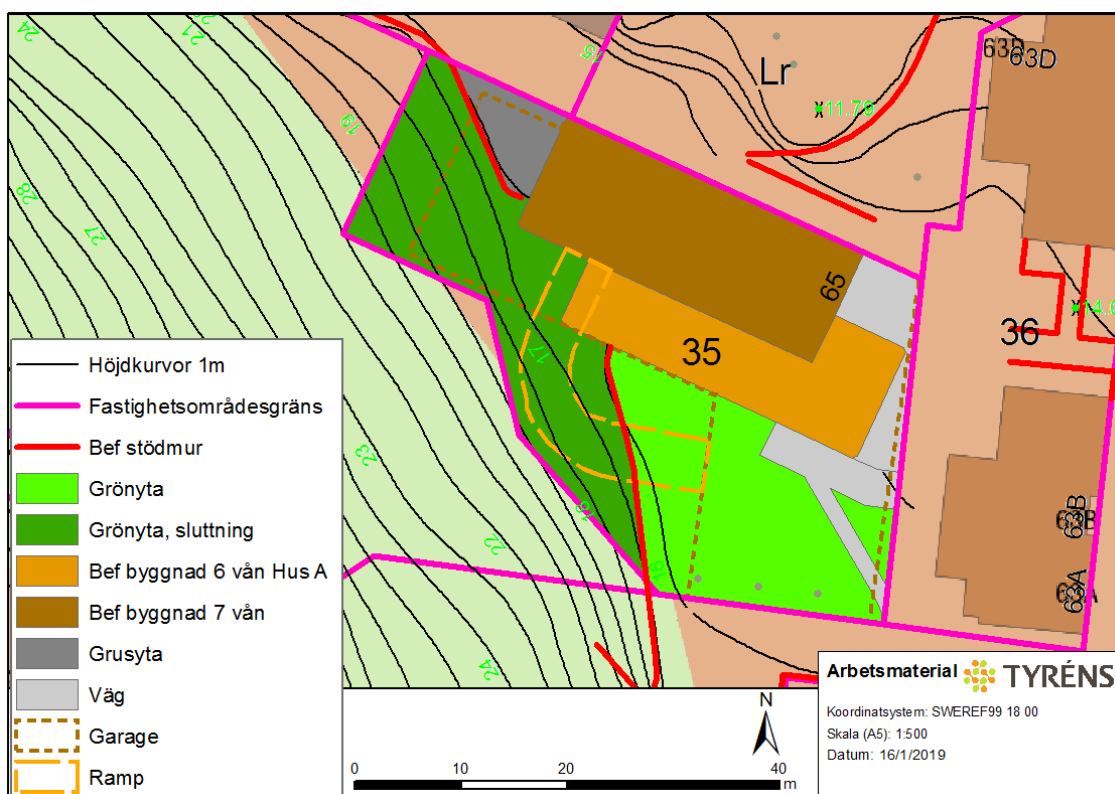 24
21
19
28
27
23
22
24
17
16
Lr
11.79
63D
63D
65
35
36
14.0
63B
63B
63A
63A
Höjdkurvor 1m
Fastighetsområdesgräns
Bef stödmur
Grönyta
Grönyta, sluttning
Bef byggnad 6 vån Hus A
Bef byggnad 7 vån
Grusyta
Väg
Garage
Ramp
N
0 10 20 40
m
Arbetsmaterial TYRÉNS
Koordinatsystem: SWEREF99 18 00
Skala (A5): 1:500
Datum: 16/1/2019